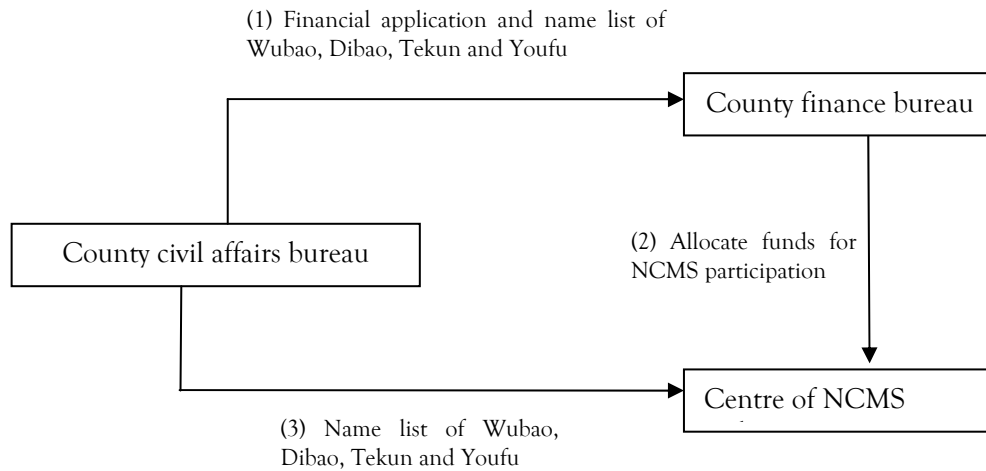 (1) Financial application and name list of
Wubao, Dibao, Tekun and Youfu
County finance bureau
County civil affairs bureau
(2) Allocate funds for
NCMS participation
Centre of NCMS
(3) Name list of Wubao,
Dibao, Tekun and Youfu